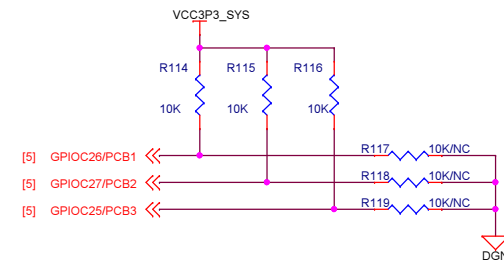 VCC3P3_SYS
R114 R115 R116
10K 10K 10K
[5] GPIOC26/PCB1 R117 10K/NC
[5] GPIOC27/PCB2 R118 10K/NC
[5] GPIOC25/PCB3 R119 10K/NC
DGN